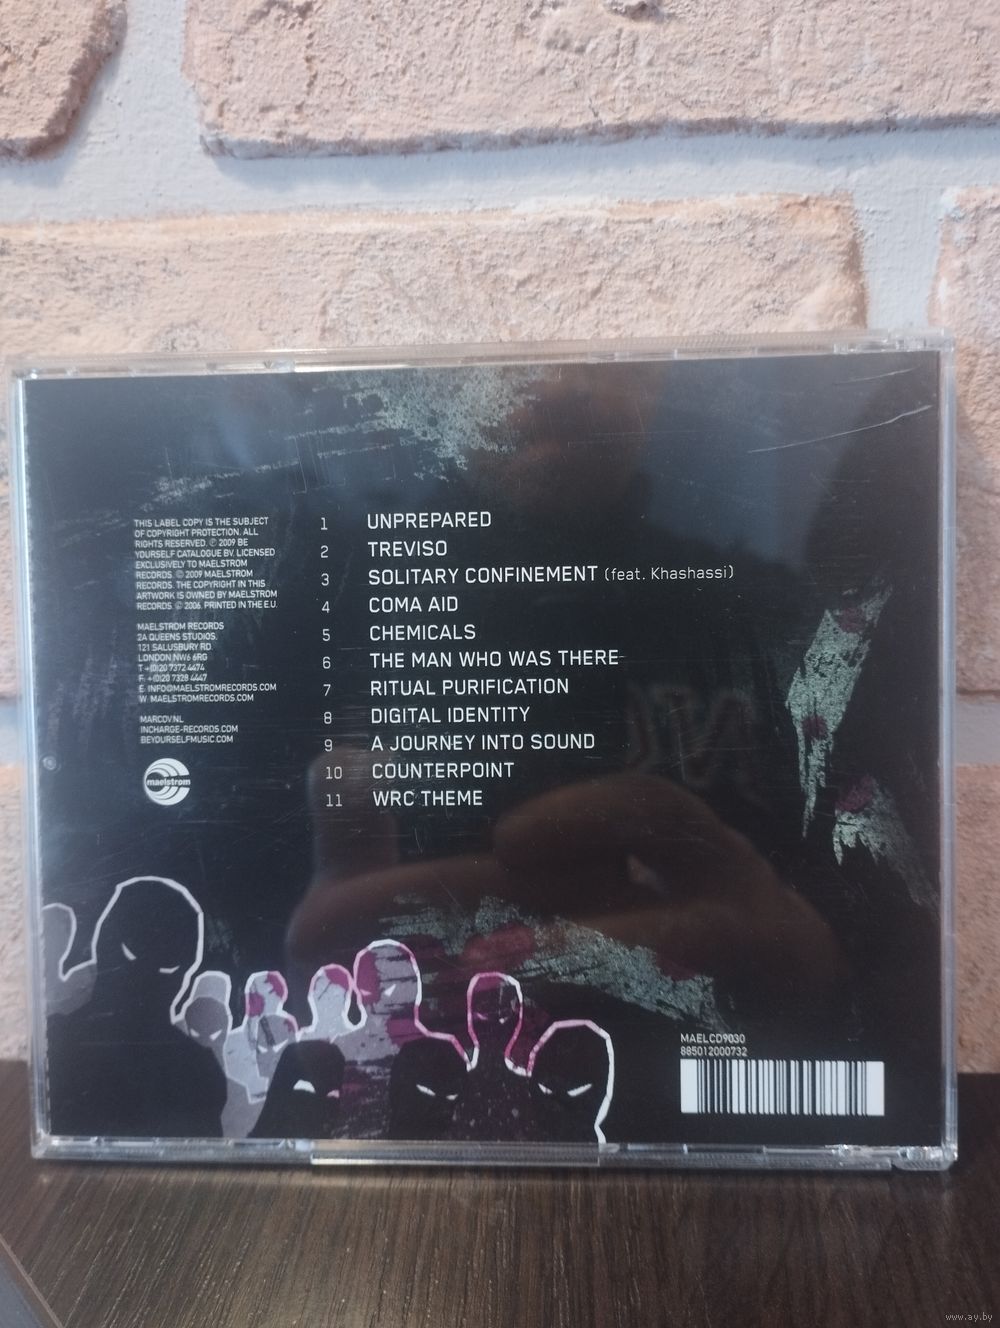 THIS LABEL COPY IS THE SUBJECT
OF COPYRIGHT PROTECTION. ALL
RIGHTS RESERVED. ℗ 2009 BE
YOURSELF CATALOGUE BV. LICENSED
EXCLUSIVELY TO MAELSTROM
RECORDS. © 2009 MAELSTROM
RECORDS. THE COPYRIGHT IN THIS
ARTWORK IS OWNED BY MAELSTROM
RECORDS. © 2006. PRINTED IN THE E.U.
MAELSTROM RECORDS
2A QUEENS STUDIOS.
121 SALUSBURY RD.
LONDON NW6 6RG
T +(0)20 7372 4474
F. +(0)20 7328 4447
E INFO@MAELSTROMRECORDS.COM
W MAELSTROMRECORDS.COM
MARCOV.NL
INCHARGE-RECORDS.COM
BEYOURSELFMUSIC.COM
maelstrom
1 UNPREPARED
2 TREVISO
3 SOLITARY CONFINEMENT (feat. Khashassi)
4 COMA AID
5 CHEMICALS
6 THE MAN WHO WAS THERE
7 RITUAL PURIFICATION
8 DIGITAL IDENTITY
9 A JOURNEY INTO SOUND
10 COUNTERPOINT
11 WRC THEME
MAELCD9030
885012000732
www.ay.by